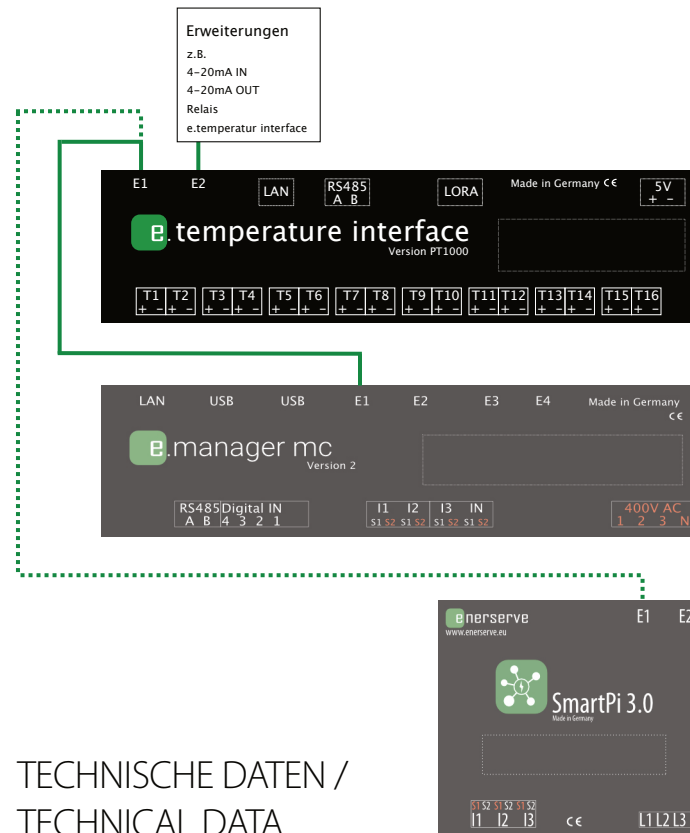 Erweiterungen
z.B.
4-20mA IN
4-20mA OUT
Relais
e.temperatur interface
E1 E2 LAN RS485 A B LORA Made in Germany CE 5V + -
e.temperature interface
Version PT1000
T1 T2 T3 T4 T5 T6 T7 T8 T9 T10 T11 T12 T13 T14 T15 T16
+ - + - + - + - + - + - + - + - + - + - + - + - + - + - + - + -
LAN USB USB E1 E2 E3 E4 Made in Germany
CE
e.manager mc
Version 2
RS485 Digital IN I1 I2 I3 IN 400V AC
A B 4 3 2 1 S1 S2 S1 S2 S1 S2 S1 S2 1 2 3 N
enerserve E1 E2
www.enerserve.eu
SmartPi 3.0
Made in Germany
S1 S2 S1 S2 S1 S2
I1 I2 I3 CE L1 L2 L3
TECHNISCHE DATEN /
TECHNICAL DATA